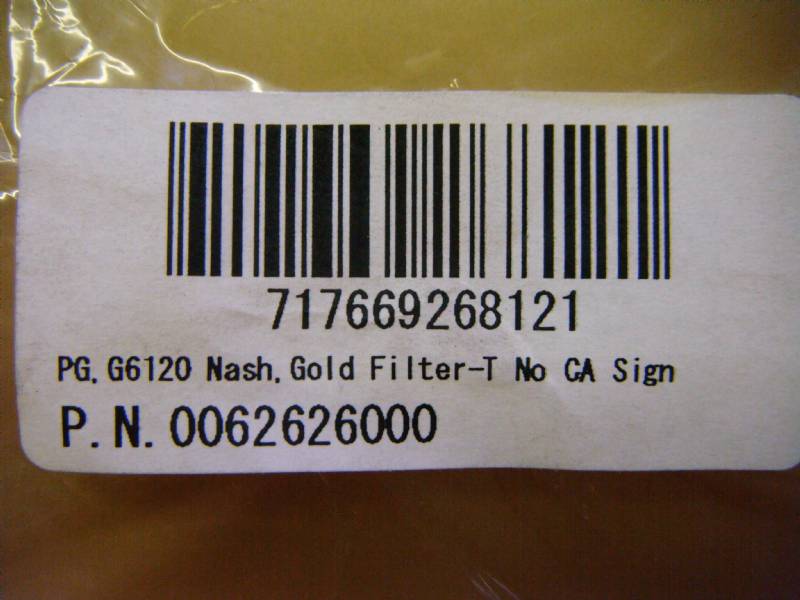 717669268121
PG,G6120 Nash,Gold Filter-T No CA Sign
P.N.0062626000